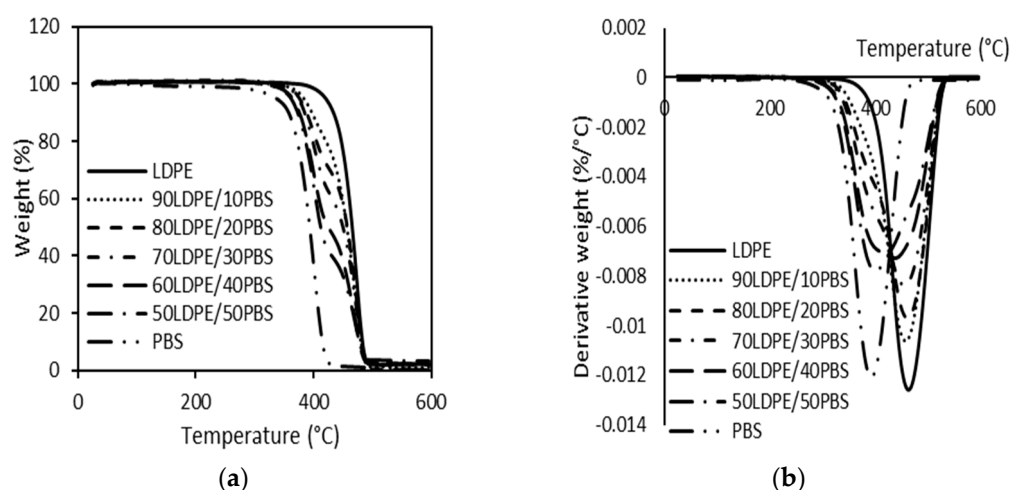 120
100
80
60
40
20
0
Weight (%)
LDPE
90LDPE/10PBS
80LDPE/20PBS
70LDPE/30PBS
60LDPE/40PBS
50LDPE/50PBS
PBS
0 200 400 600
Temperature (°C)
(a)
0.002
Temperature (°C)
0
0 200 400 600
-0.002
-0.004
-0.006
-0.008
-0.01
-0.012
-0.014
Derivative weight (%/°C)
LDPE
90LDPE/10PBS
80LDPE/20PBS
70LDPE/30PBS
60LDPE/40PBS
50LDPE/50PBS
PBS
(b)